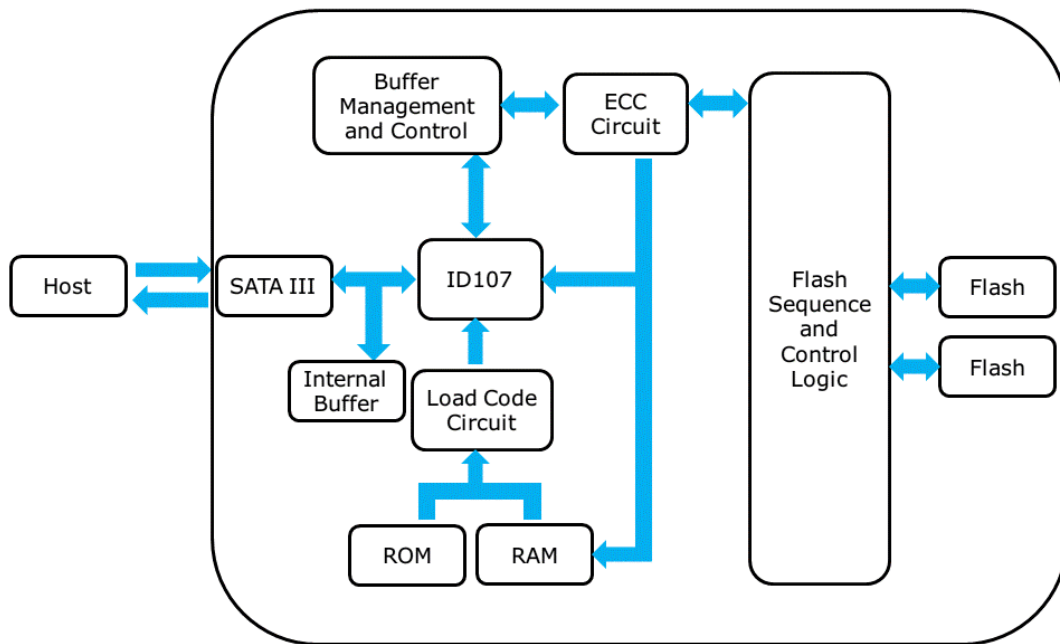 Buffer
Management
and Control
ECC
Circuit
Host
SATA III
ID107
Flash
Sequence
and
Control
Logic
Flash
Flash
Internal
Buffer
Load Code
Circuit
ROM
RAM